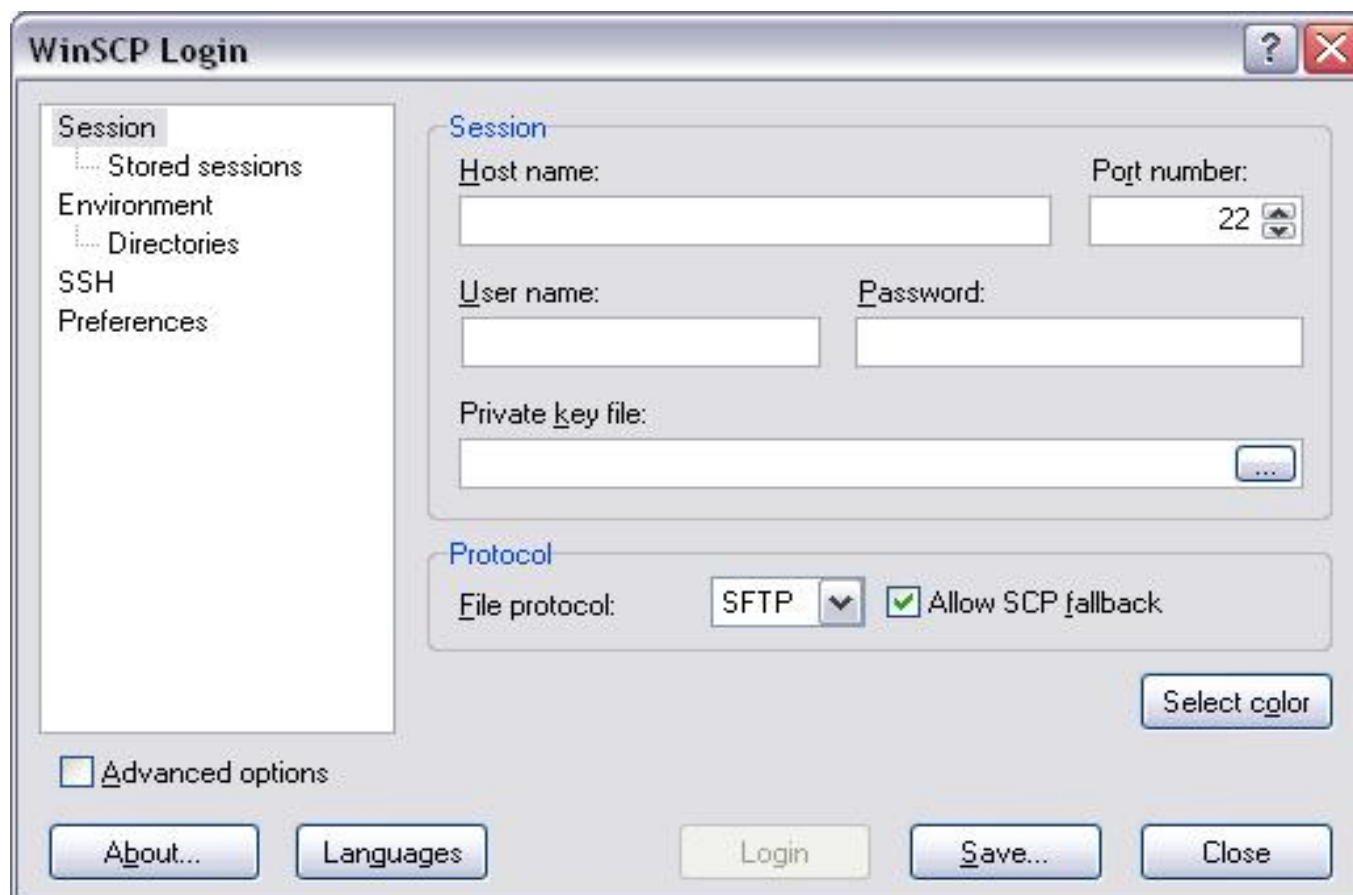 WinSCP Login
Session
Stored sessions
Environment
Directories
SSH
Preferences
Session
Host name: Port number:
22
User name: Password:
Private key file:
...
Protocol
File protocol: SFTP Allow SCP fallback
Select color
Advanced options
About... Languages Login Save... Close